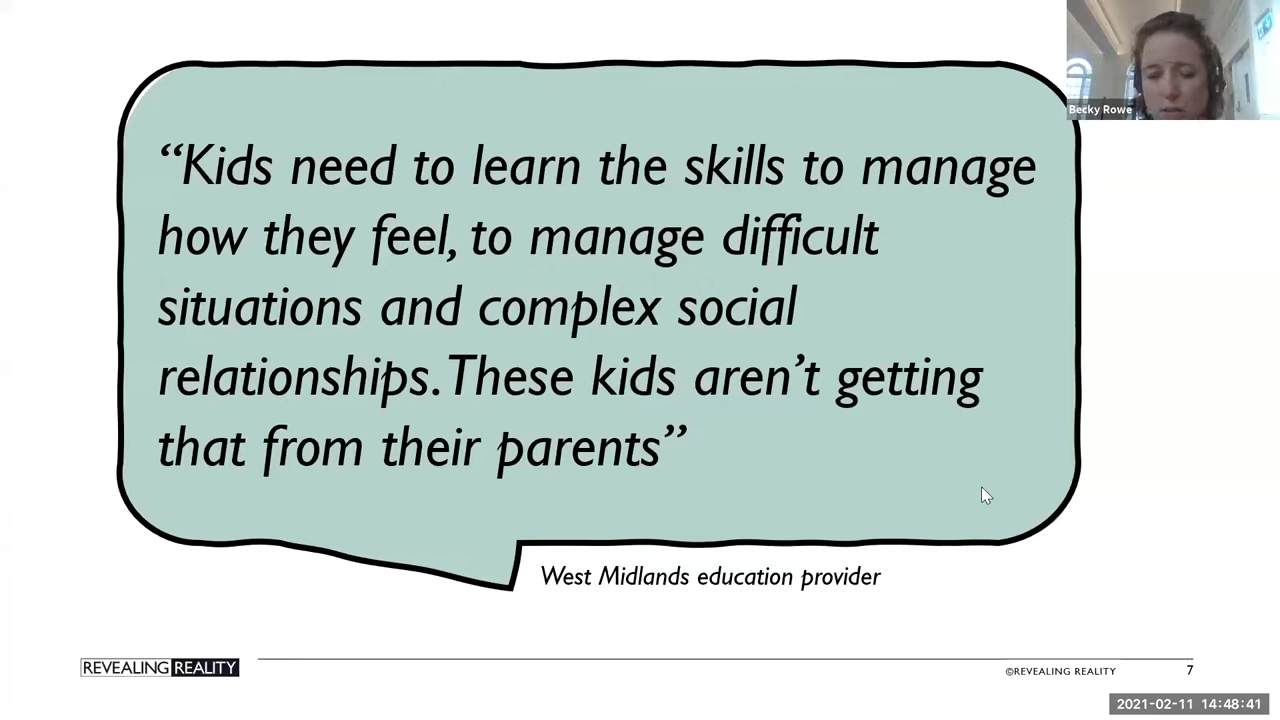 Becky Rowe
“Kids need to learn the skills to manage
how they feel, to manage difficult
situations and complex social
relationships. These kids aren’t getting
that from their parents”
West Midlands education provider
REVEALING REALITY
©REVEALING REALITY
7
2021-02-11 14:48:41